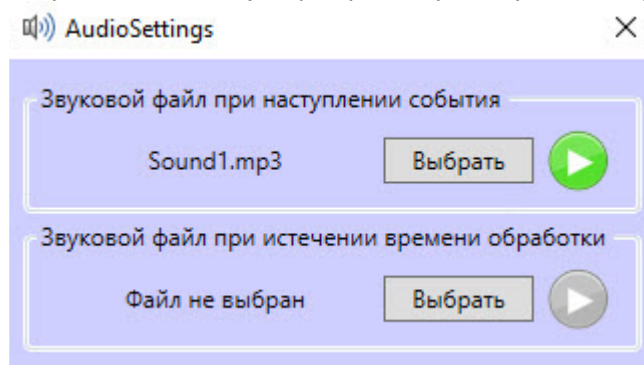 AudioSettings
Звуковой файл при наступлении события
Sound1.mp3 Выбрать
Звуковой файл при истечении времени обработки
Файл не выбран Выбрать